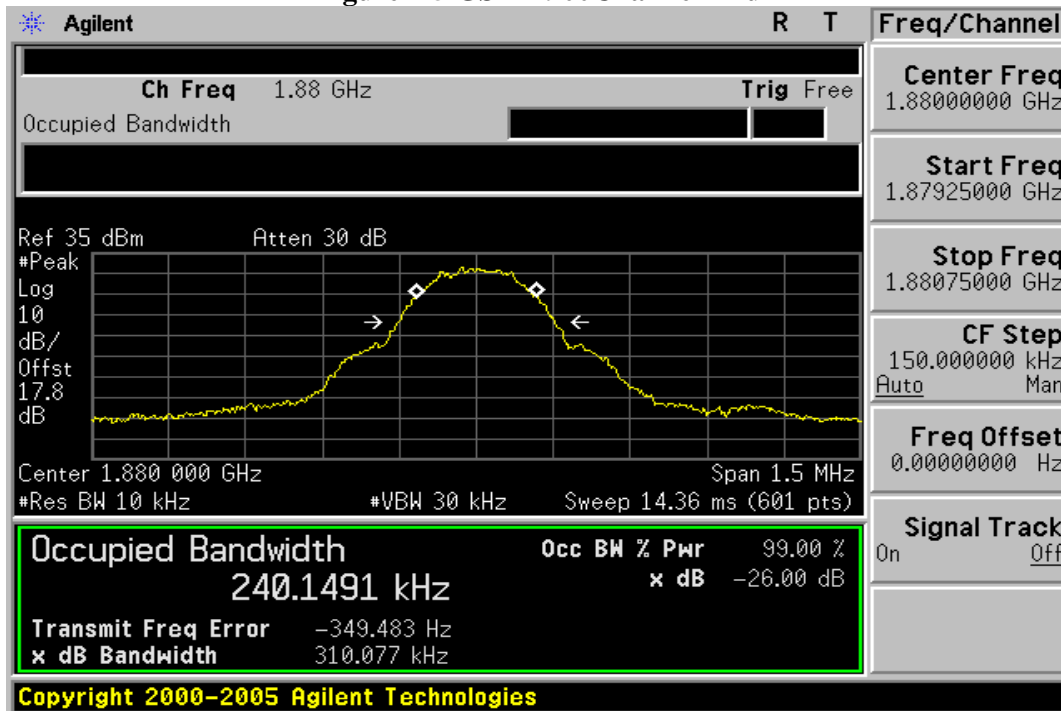 Agilent R T
Ch Freq 1.88 GHz Trig Free
Occupied Bandwidth
Ref 35 dBm Atten 30 dB
#Peak
Log
10
dB/
Offst
17.8
dB
Center 1.880 000 GHz Span 1.5 MHz
#Res BW 10 kHz #VBW 30 kHz Sweep 14.36 ms (601 pts)
Occupied Bandwidth Occ BW % Pwr 99.00 %
240.1491 kHz x dB -26.00 dB
Transmit Freq Error -349.483 Hz
x dB Bandwidth 310.077 kHz
Copyright 2000-2005 Agilent Technologies
Freq/Channel
Center Freq
1.88000000 GHz
Start Freq
1.87925000 GHz
Stop Freq
1.88075000 GHz
CF Step
150.000000 kHz
Auto Man
Freq Offset
0.00000000 Hz
Signal Track
On Off